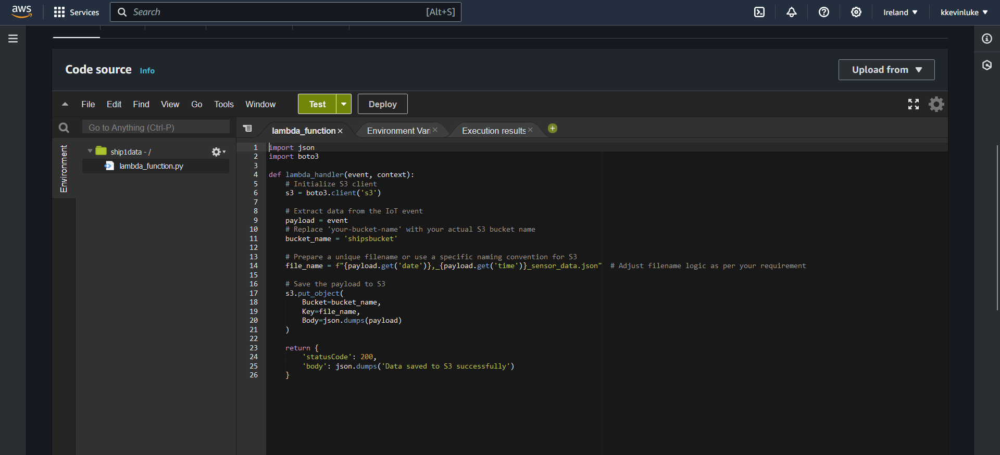 aws Services Search [Alt+S] Ireland kkevinluke
Code source Info Upload from
File Edit Find View Go Tools Window Test Deploy
Go to Anything (Ctrl-P) lambda_function Environment Vari Execution results
Environment
ship1data - /
lambda_function.py
1 import json
2 import boto3
3
4 def lambda_handler(event, context):
5     # Initialize S3 client
6     s3 = boto3.client('s3')
7
8     # Extract data from the IoT event
9     payload = event
10     # Replace 'your-bucket-name' with your actual S3 bucket name
11     bucket_name = 'shipsbucket'
12
13     # Prepare a unique filename or use a specific naming convention for S3
14     file_name = f"{payload.get('date')},_{payload.get('time')}_sensor_data.json"  # Adjust filename logic as per your requirement
15
16     # Save the payload to S3
17     s3.put_object(
18         Bucket=bucket_name,
19         Key=file_name,
20         Body=json.dumps(payload)
21     )
22
23     return {
24         'statusCode': 200,
25         'body': json.dumps('Data saved to S3 successfully')
26     }